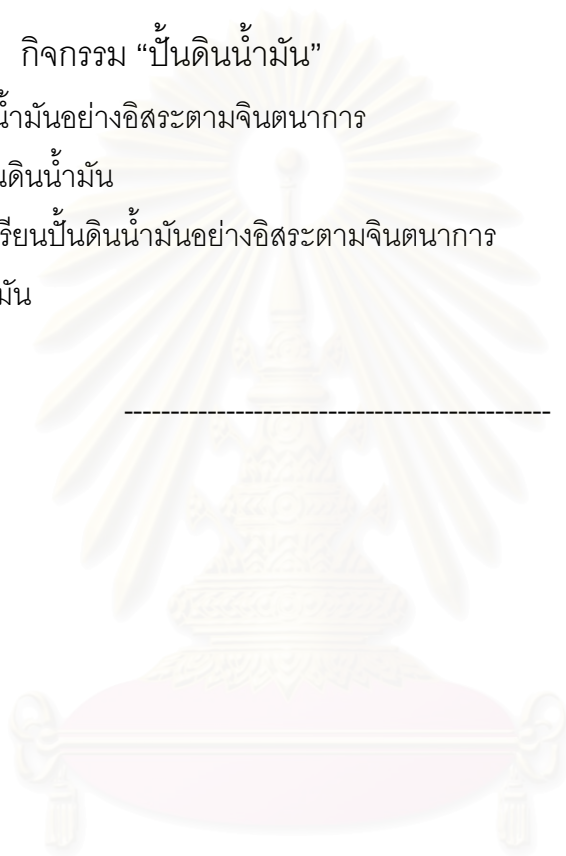 กิจกรรม “ปั้นดินน้ำมัน”
น้ำมันอย่างอิสระตามจินตนาการ
นดินน้ำมัน
รียนปั้นดินน้ำมันอย่างอิสระตามจินตนาการ
มัน
----------------------------------------------